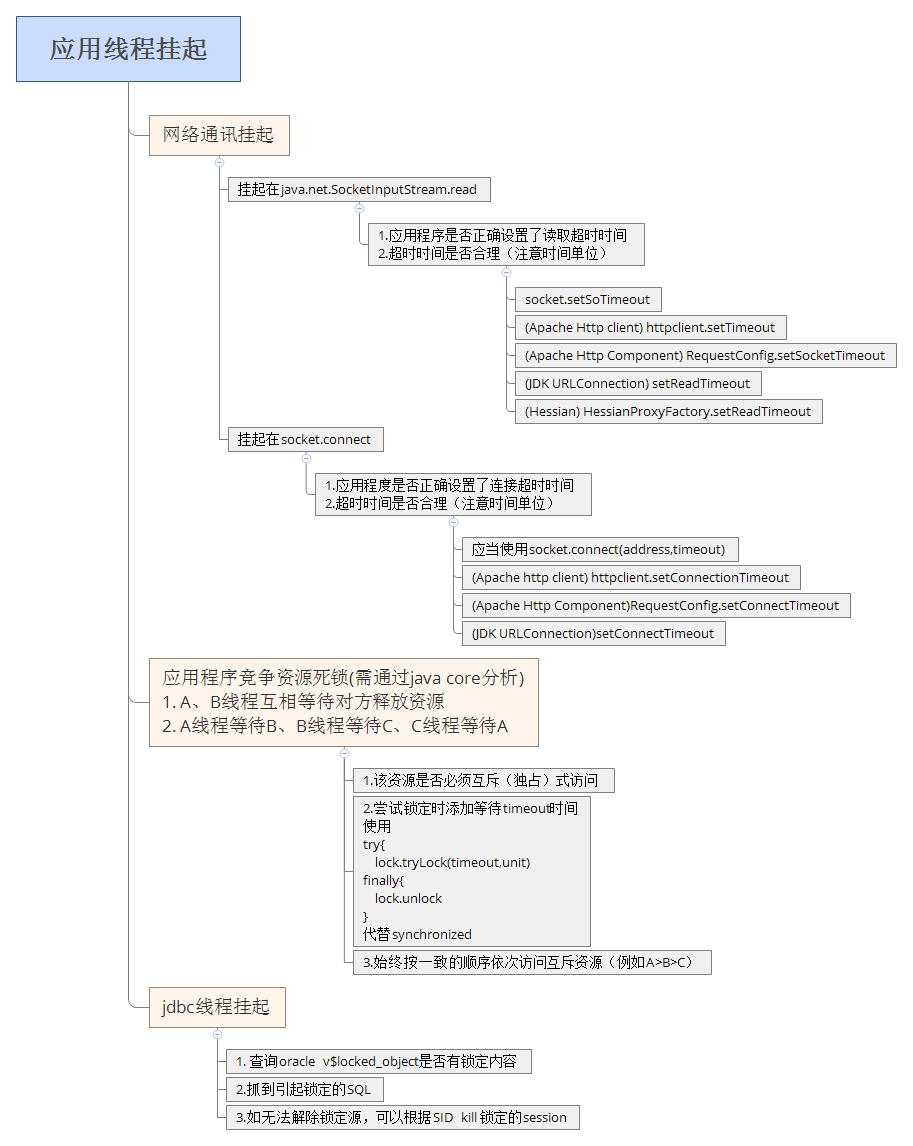 应用线程挂起
网络通讯挂起
挂起在java.net.SocketInputStream.read
1.应用程序是否正确设置了读取超时时间
2.超时时间是否合理（注意时间单位）
socket.setSoTimeout
(Apache Http client) httpclient.setTimeout
(Apache Http Component) RequestConfig.setSocketTimeout
(JDK URLConnection) setReadTimeout
(Hessian) HessianProxyFactory.setReadTimeout
挂起在socket.connect
1.应用程度是否正确设置了连接超时时间
2.超时时间是否合理（注意时间单位）
应当使用socket.connect(address,timeout)
(Apache http client) httpclient.setConnectionTimeout
(Apache Http Component)RequestConfig.setConnectTimeout
(JDK URLConnection)setConnectTimeout
应用程序竞争资源死锁(需通过java core分析)
1. A、B线程互相等待对方释放资源
2. A线程等待B、B线程等待C、C线程等待A
1.该资源是否必须互斥（独占）式访问
2.尝试锁定时添加等待timeout时间
使用
try{
lock.tryLock(timeout,unit)
finally{
lock.unlock
}
代替synchronized
3.始终按一致的顺序依次访问互斥资源（例如A>B>C）
jdbc线程挂起
1. 查询oracle v$locked_object是否有锁定内容
2.抓到引起锁定的SQL
3.如无法解除锁定源，可以根据SID kill 锁定的session